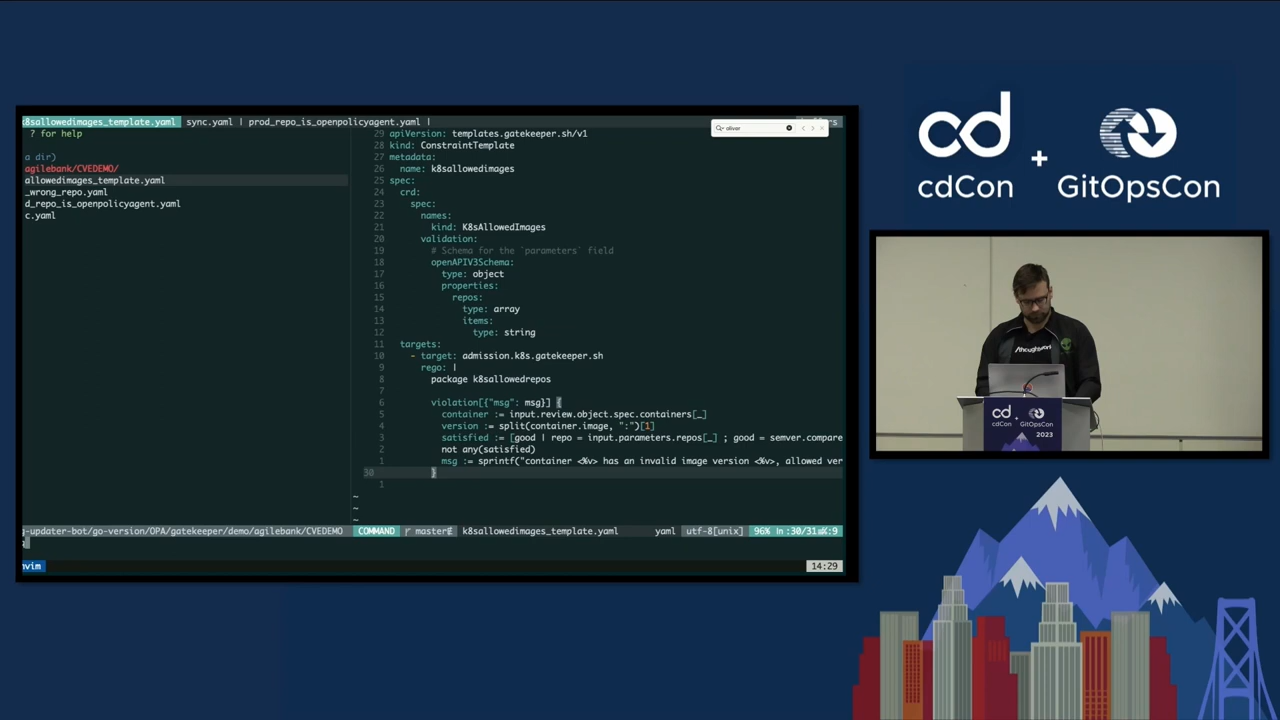 k8sallowedimages_template.yaml sync.yaml | prod_repo_is_openpolicyagent.yaml |
oliver
? for help
a dir)
agilebank/CVEDEMO/
allowedimages_template.yaml
_wrong_repo.yaml
d_repo_is_openpolicyagent.yaml
c.yaml
29 apiVersion: templates.gatekeeper.sh/v1
28 kind: ConstraintTemplate
27 metadata:
26 name: k8sallowedimages
25 spec:
24 crd:
23 spec:
22 names:
21 kind: K8sAllowedImages
20 validation:
19 # Schema for the `parameters` field
18 openAPIV3Schema:
17 type: object
16 properties:
15 repos:
14 type: array
13 items:
12 type: string
11 targets:
10 - target: admission.k8s.gatekeeper.sh
9 rego: |
8 package k8sallowedrepos
7
6 violation[{"msg": msg}] {
5 container := input.review.object.spec.containers[_]
4 version := split(container.image, ":")[1]
3 satisfied := [good | repo = input.parameters.repos[_] ; good = semver.compare
2 not any(satisfied)
1 msg := sprintf("container <%v> has an invalid image version <%v>, allowed ver
30 }
1
~
~
~
g-updater-bot/go-version/OPA/gatekeeper/demo/agilebank/CVEDEMO COMMAND master k8sallowedimages_template.yaml yaml utf-8[unix] 96% ln :30/31 :9
nvim 14:29
cd + 
cdCon GitOpsCon
/thoughtworks
cd +
cdCon GitOpsCon
2023